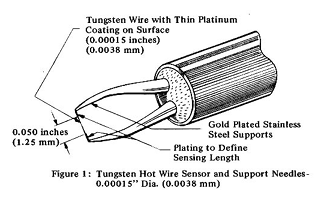 Tungsten Wire with Thin Platinum
Coating on Surface
(0.00015 inches)
(0.0038 mm)
0.050 inches
(1.25 mm)
Gold Plated Stainless
Steel Supports
Plating to Define
Sensing Length
Figure 1: Tungsten Hot Wire Sensor and Support Needles-
0.00015" Dia. (0.0038 mm)